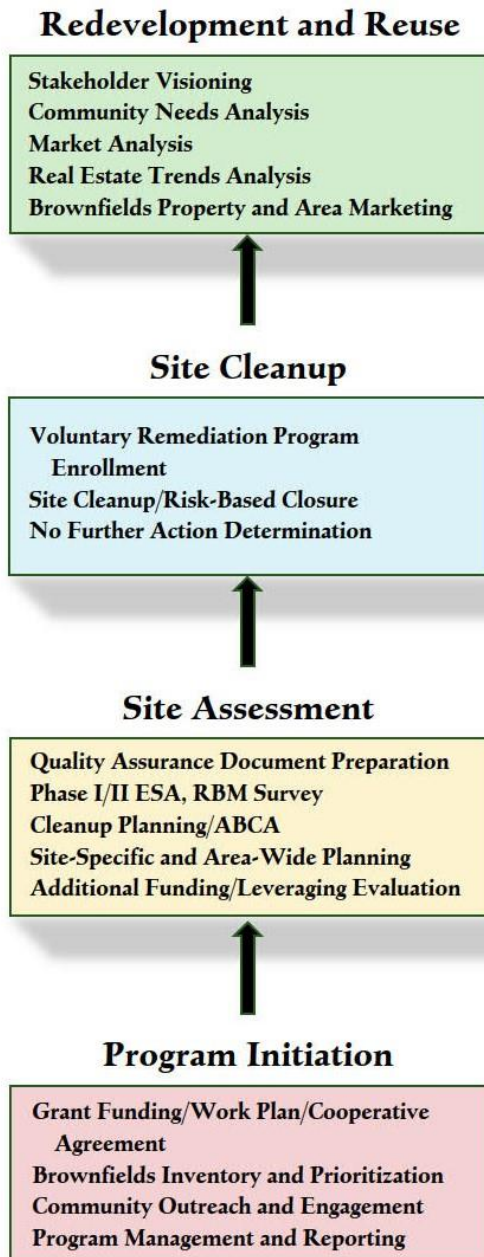 Redevelopment and Reuse
Stakeholder Visioning
Community Needs Analysis
Market Analysis
Real Estate Trends Analysis
Brownfields Property and Area Marketing
Site Cleanup
Voluntary Remediation Program
Enrollment
Site Cleanup/Risk-Based Closure
No Further Action Determination
Site Assessment
Quality Assurance Document Preparation
Phase I/II ESA, RBM Survey
Cleanup Planning/ABCA
Site-Specific and Area-Wide Planning
Additional Funding/Leveraging Evaluation
Program Initiation
Grant Funding/Work Plan/Cooperative
Agreement
Brownfields Inventory and Prioritization
Community Outreach and Engagement
Program Management and Reporting